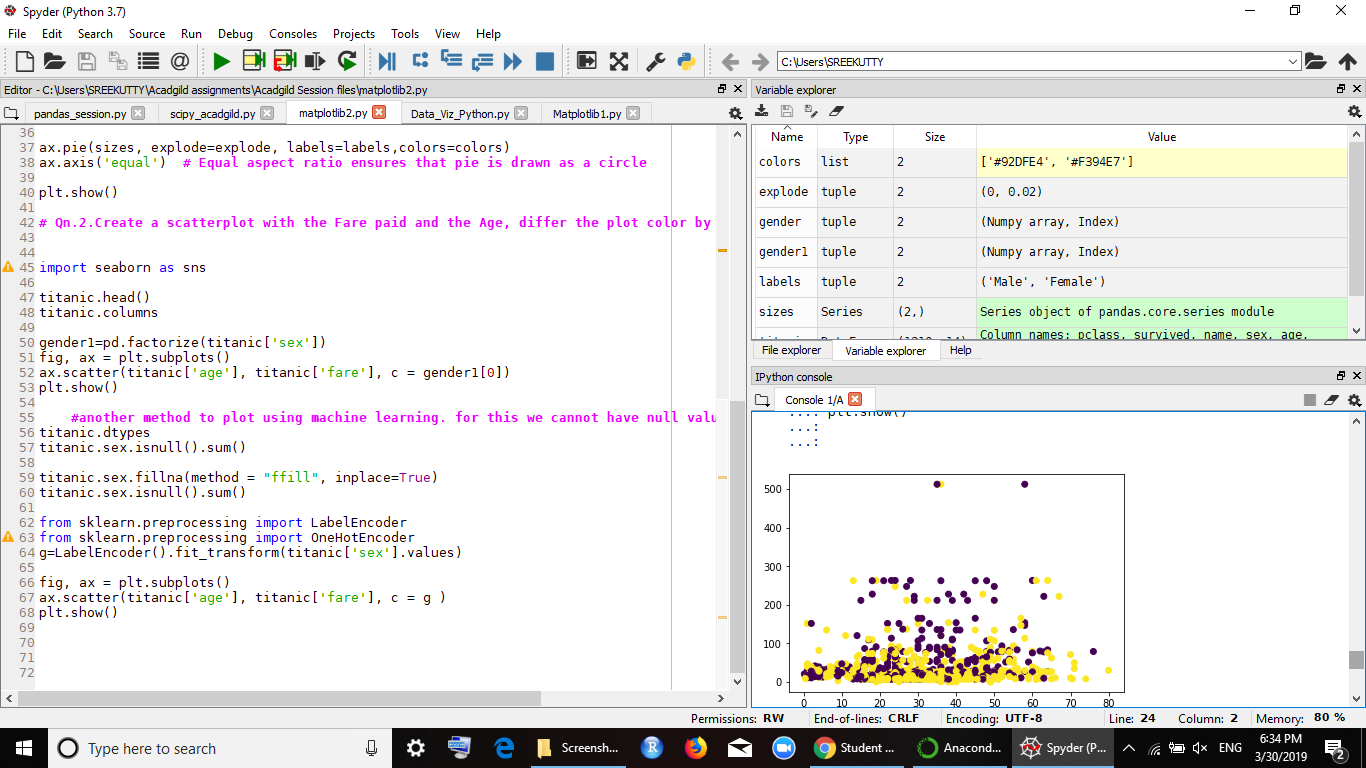 Spyder (Python 3.7)
File Edit Search Source Run Debug Consoles Projects Tools View Help
C:\Users\SREEKUTTY
Editor - C:\Users\SREEKUTTY\Acadgild assignments\Acadgild Session files\matplotlib2.py
pandas_session.py scipy_acadgild.py matplotlib2.py Data_Viz_Python.py Matplotlib1.py
36
37 ax.pie(sizes, explode=explode, labels=labels,colors=colors)
38 ax.axis('equal')  # Equal aspect ratio ensures that pie is drawn as a circle
39
40 plt.show()
41
42 # Qn.2.Create a scatterplot with the Fare paid and the Age, differ the plot color by
43
44
45 import seaborn as sns
46
47 titanic.head()
48 titanic.columns
49
50 gender1=pd.factorize(titanic['sex'])
51 fig, ax = plt.subplots()
52 ax.scatter(titanic['age'], titanic['fare'], c = gender1[0])
53 plt.show()
54
55     #another method to plot using machine learning. for this we cannot have null valu
56 titanic.dtypes
57 titanic.sex.isnull().sum()
58
59 titanic.sex.fillna(method = "ffill", inplace=True)
60 titanic.sex.isnull().sum()
61
62 from sklearn.preprocessing import LabelEncoder
63 from sklearn.preprocessing import OneHotEncoder
64 g=LabelEncoder().fit_transform(titanic['sex'].values)
65
66 fig, ax = plt.subplots()
67 ax.scatter(titanic['age'], titanic['fare'], c = g )
68 plt.show()
69
70
71
72
Variable explorer
Name Type Size Value
colors list 2 ['#92DFE4', '#F394E7']
explode tuple 2 (0, 0.02)
gender tuple 2 (Numpy array, Index)
gender1 tuple 2 (Numpy array, Index)
labels tuple 2 ('Male', 'Female')
sizes Series (2,) Series object of pandas.core.series module
Column names: pclass, survived, name, sex, age,
File explorer Variable explorer Help
IPython console
Console 1/A
...: plt.show()
...:
...:
500
400
300
200
100
0
0 10 20 30 40 50 60 70 80
Permissions: RW End-of-lines: CRLF Encoding: UTF-8 Line: 24 Column: 2 Memory: 80 %
Type here to search
Screensh...
R
Student ...
Anacond...
Spyder (P...
ENG
6:34 PM
3/30/2019
2